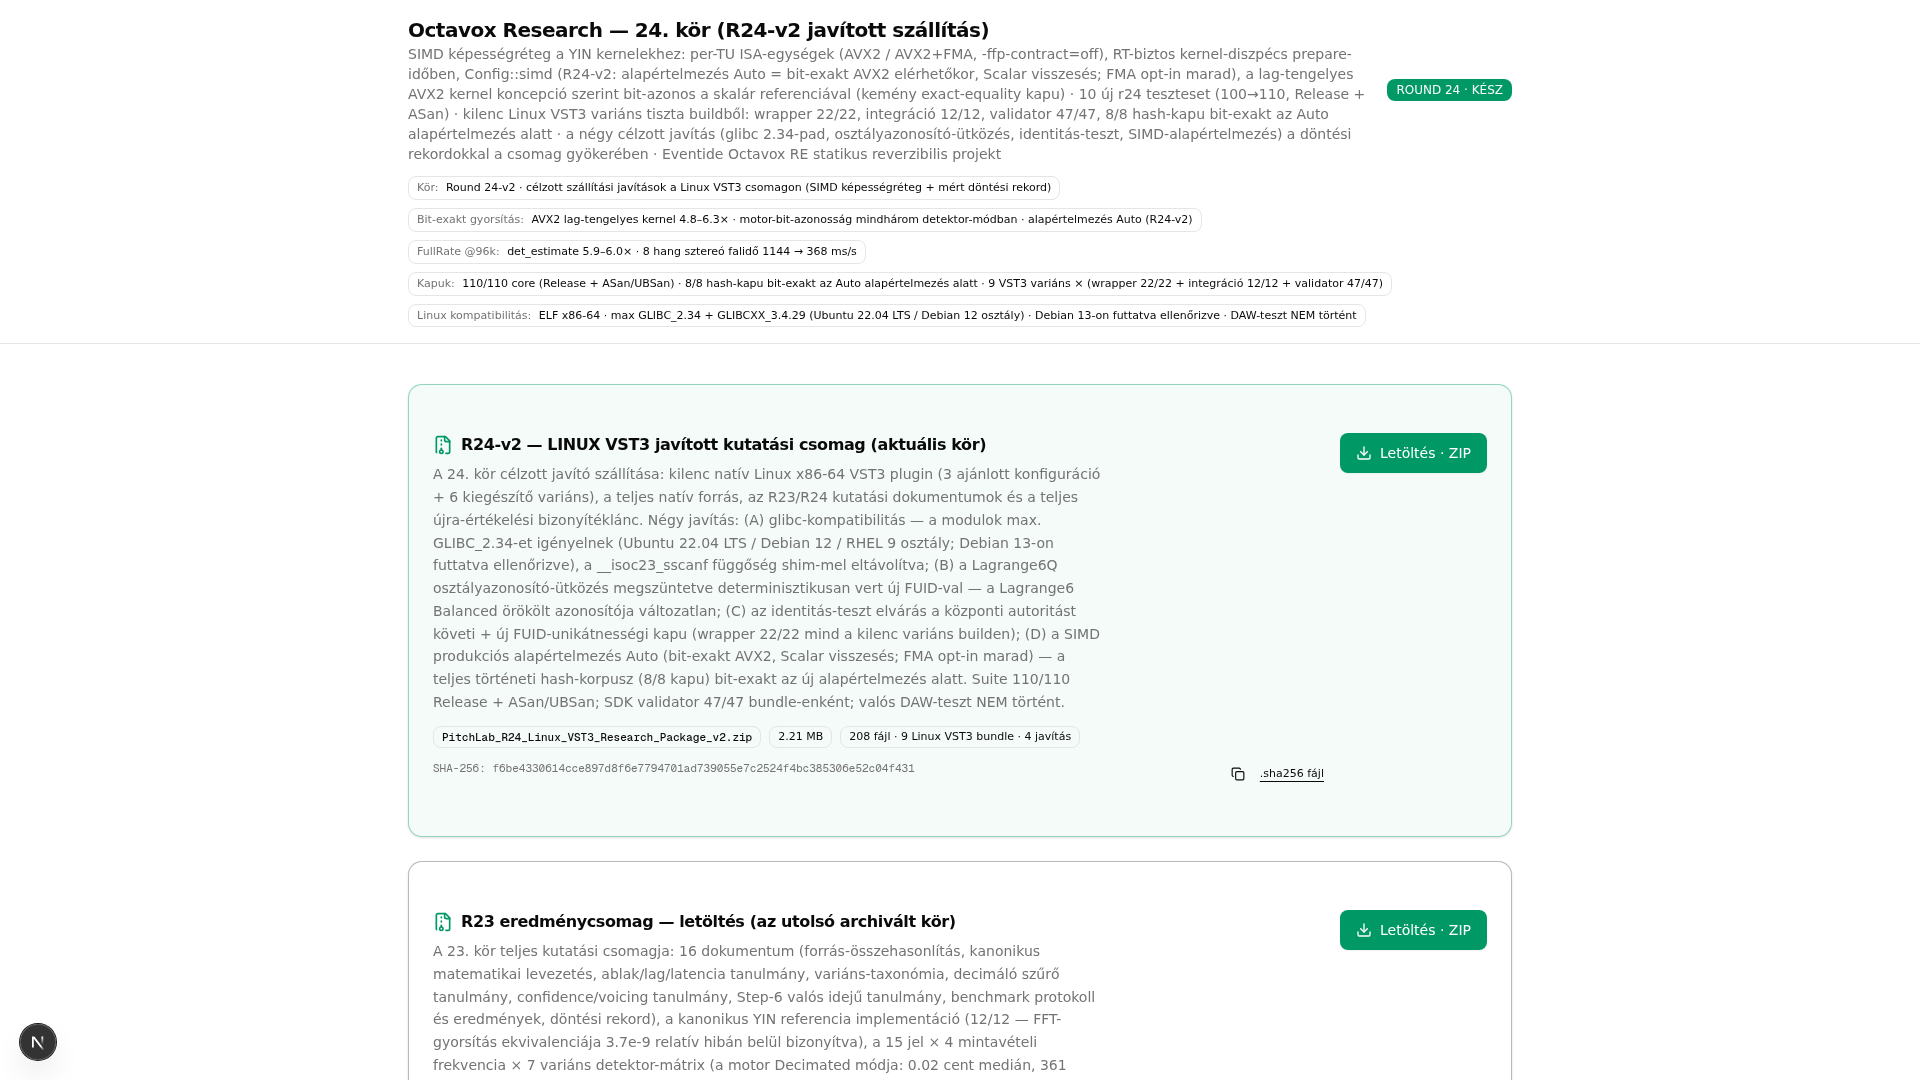 Octavox Research — 24. kör (R24-v2 javított szállítás)
SIMD képességréteg a YIN kernelekhez: per-TU ISA-egységek (AVX2 / AVX2+FMA, -ffp-contract=off), RT-biztos kernel-diszpécs prepare-
időben, Config::simd (R24-v2: alapértelmezés Auto = bit-exakt AVX2 elérhetőkor, Scalar visszesés; FMA opt-in marad), a lag-tengelyes
AVX2 kernel koncepció szerint bit-azonos a skalár referenciával (kemény exact-equality kapu) · 10 új r24 teszteset (100→110, Release +
ASan) · kilenc Linux VST3 variáns tiszta buildből: wrapper 22/22, integráció 12/12, validator 47/47, 8/8 hash-kapu bit-exakt az Auto
alapértelmezés alatt · a négy célzott javítás (glibc 2.34-pad, osztályazonosító-ütközés, identitás-teszt, SIMD-alapértelmezés) a döntési
rekordokkal a csomag gyökerében · Eventide Octavox RE statikus reverzibilis projekt
ROUND 24 · KÉSZ
Kör: Round 24-v2 · célzott szállítási javítások a Linux VST3 csomagon (SIMD képességréteg + mért döntési rekord)
Bit-exakt gyorsítás: AVX2 lag-tengelyes kernel 4.8–6.3× · motor-bit-azonosság mindhárom detektor-módban · alapértelmezés Auto (R24-v2)
FullRate @96k: det_estimate 5.9–6.0× · 8 hang sztereó falidő 1144 → 368 ms/s
Kapuk: 110/110 core (Release + ASan/UBSan) · 8/8 hash-kapu bit-exakt az Auto alapértelmezés alatt · 9 VST3 variáns × (wrapper 22/22 + integráció 12/12 + validator 47/47)
Linux kompatibilitás: ELF x86-64 · max GLIBC_2.34 + GLIBCXX_3.4.29 (Ubuntu 22.04 LTS / Debian 12 osztály) · Debian 13-on futtatva ellenőrizve · DAW-teszt NEM történt
R24-v2 — LINUX VST3 javított kutatási csomag (aktuális kör)
Letöltés · ZIP
A 24. kör célzott javító szállítása: kilenc natív Linux x86-64 VST3 plugin (3 ajánlott konfiguráció
+ 6 kiegészítő variáns), a teljes natív forrás, az R23/R24 kutatási dokumentumok és a teljes
újra-értékelési bizonyítéklánc. Négy javítás: (A) glibc-kompatibilitás — a modulok max.
GLIBC_2.34-et igényelnek (Ubuntu 22.04 LTS / Debian 12 / RHEL 9 osztály; Debian 13-on
futtatva ellenőrizve), a __isoc23_sscanf függőség shim-mel eltávolítva; (B) a Lagrange6Q
osztályazonosító-ütközés megszüntetve determinisztikusan vert új FUID-val — a Lagrange6
Balanced örökölt azonosítója változatlan; (C) az identitás-teszt elvárás a központi autoritást
követi + új FUID-unikátnességi kapu (wrapper 22/22 mind a kilenc variáns builden); (D) a SIMD
produkciós alapértelmezés Auto (bit-exakt AVX2, Scalar visszesés; FMA opt-in marad) — a
teljes történeti hash-korpusz (8/8 kapu) bit-exakt az új alapértelmezés alatt. Suite 110/110
Release + ASan/UBSan; SDK validator 47/47 bundle-enként; valós DAW-teszt NEM történt.
PitchLab_R24_Linux_VST3_Research_Package_v2.zip
2.21 MB
208 fájl · 9 Linux VST3 bundle · 4 javítás
SHA-256: f6be4330614cce897d8f6e7794701ad739055e7c2524f4bc385306e52c04f431
.sha256 fájl
R23 eredménycsomag — letöltés (az utolsó archivált kör)
Letöltés · ZIP
A 23. kör teljes kutatási csomagja: 16 dokumentum (forrás-összehasonlítás, kanonikus
matematikai levezetés, ablak/lag/latencia tanulmány, variáns-taxonómia, decimáló szűrő
tanulmány, confidence/voicing tanulmány, Step-6 valós idejű tanulmány, benchmark protokoll
és eredmények, döntési rekord), a kanonikus YIN referencia implementáció (12/12 — FFT-
gyorsítás ekvivalenciája 3.7e-9 relatív hibán belül bizonyítva), a 15 jel × 4 mintavételi
frekvencia × 7 variáns detektor-mátrix (a motor Decimated módja: 0.02 cent medián, 361